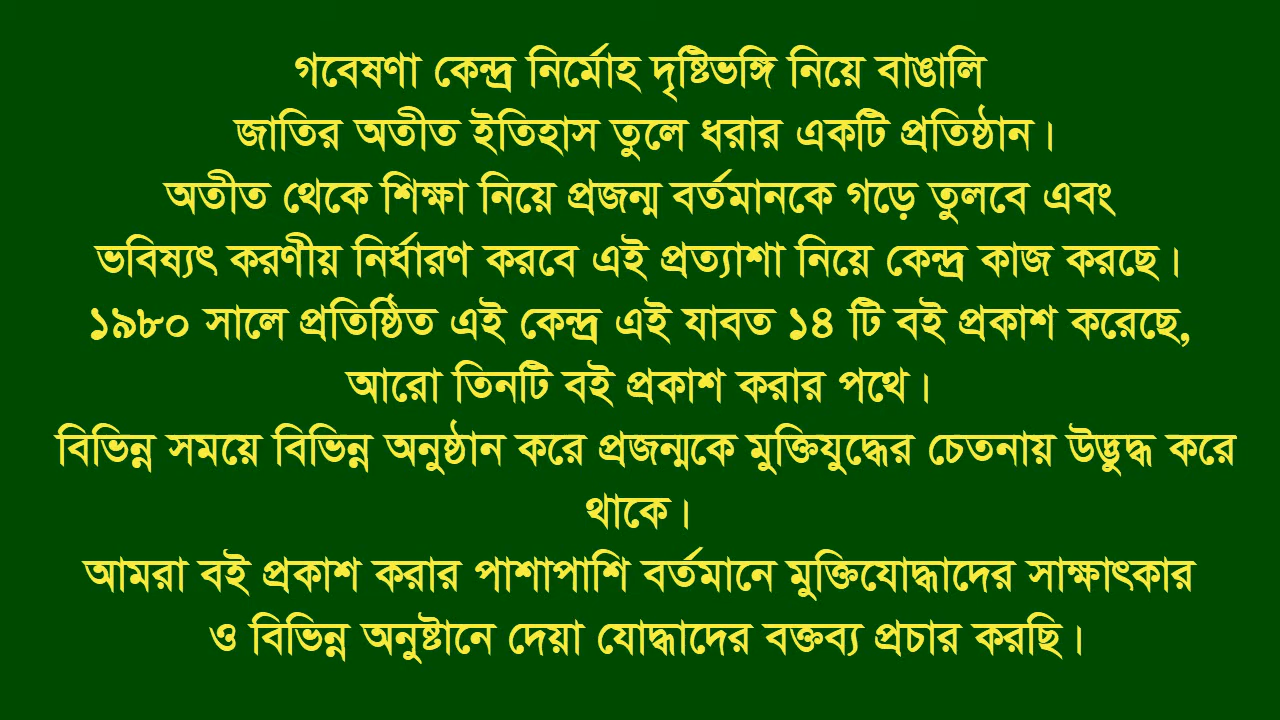 গবেষণা কেন্দ্র নির্মোহ দৃষ্টিভঙ্গি নিয়ে বাঙালি
জাতির অতীত ইতিহাস তুলে ধরার একটি প্রতিষ্ঠান।
অতীত থেকে শিক্ষা নিয়ে প্রজন্ম বর্তমানকে গড়ে তুলবে এবং
ভবিষ্যৎ করণীয় নির্ধারণ করবে এই প্রত্যাশা নিয়ে কেন্দ্র কাজ করছে।
১৯৮০ সালে প্রতিষ্ঠিত এই কেন্দ্র এই যাবত ১৪ টি বই প্রকাশ করেছে,
আরো তিনটি বই প্রকাশ করার পথে।
বিভিন্ন সময়ে বিভিন্ন অনুষ্ঠান করে প্রজন্মকে মুক্তিযুদ্ধের চেতনায় উদ্ভুদ্ধ করে
থাকে।
আমরা বই প্রকাশ করার পাশাপাশি বর্তমানে মুক্তিযোদ্ধাদের সাক্ষাৎকার
ও বিভিন্ন অনুষ্টানে দেয়া যোদ্ধাদের বক্তব্য প্রচার করছি।